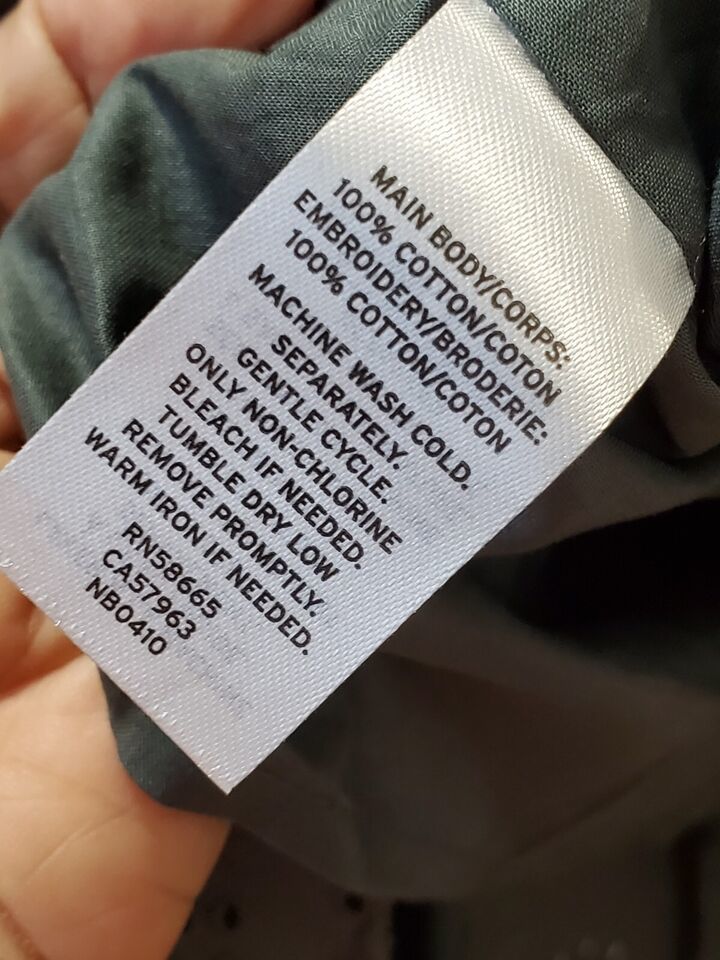 MAIN BODY/CORPS:
100% COTTON/COTON
EMBROIDERY/BRODERIE:
100% COTTON/COTON
MACHINE WASH COLD.
SEPARATELY.
GENTLE CYCLE.
ONLY NON-CHLORINE
BLEACH IF NEEDED.
TUMBLE DRY LOW
REMOVE PROMPTLY.
WARM IRON IF NEEDED.
RN58665
CA57963
NBO410